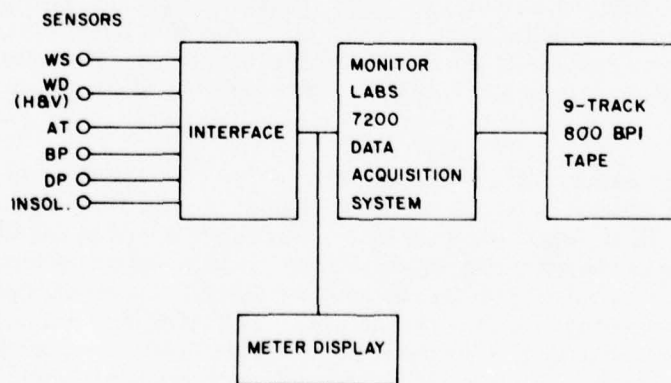 SENSORS
WS
WD
(H&V)
AT
BP
DP
INSOL.
INTERFACE
MONITOR
LABS
7200
DATA
ACQUISITION
SYSTEM
9-TRACK
800 BPI
TAPE
METER DISPLAY